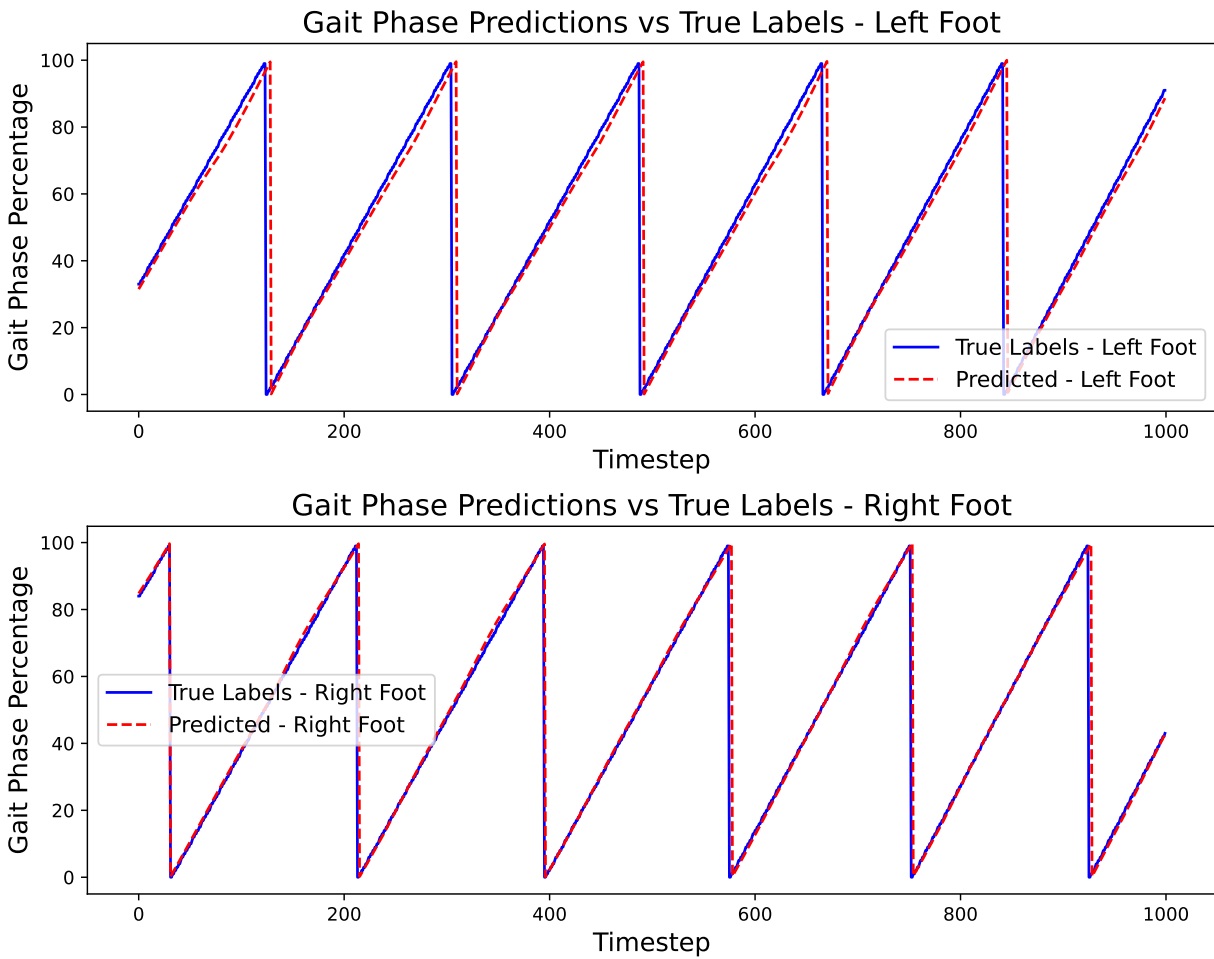 Gait Phase Predictions vs True Labels - Left Foot
Gait Phase Percentage
100
80
60
40
20
0
True Labels - Left Foot
Predicted - Left Foot
0 200 400 600 800 1000
Timestep
Gait Phase Predictions vs True Labels - Right Foot
Gait Phase Percentage
100
80
60
40
20
0
True Labels - Right Foot
Predicted - Right Foot
0 200 400 600 800 1000
Timestep